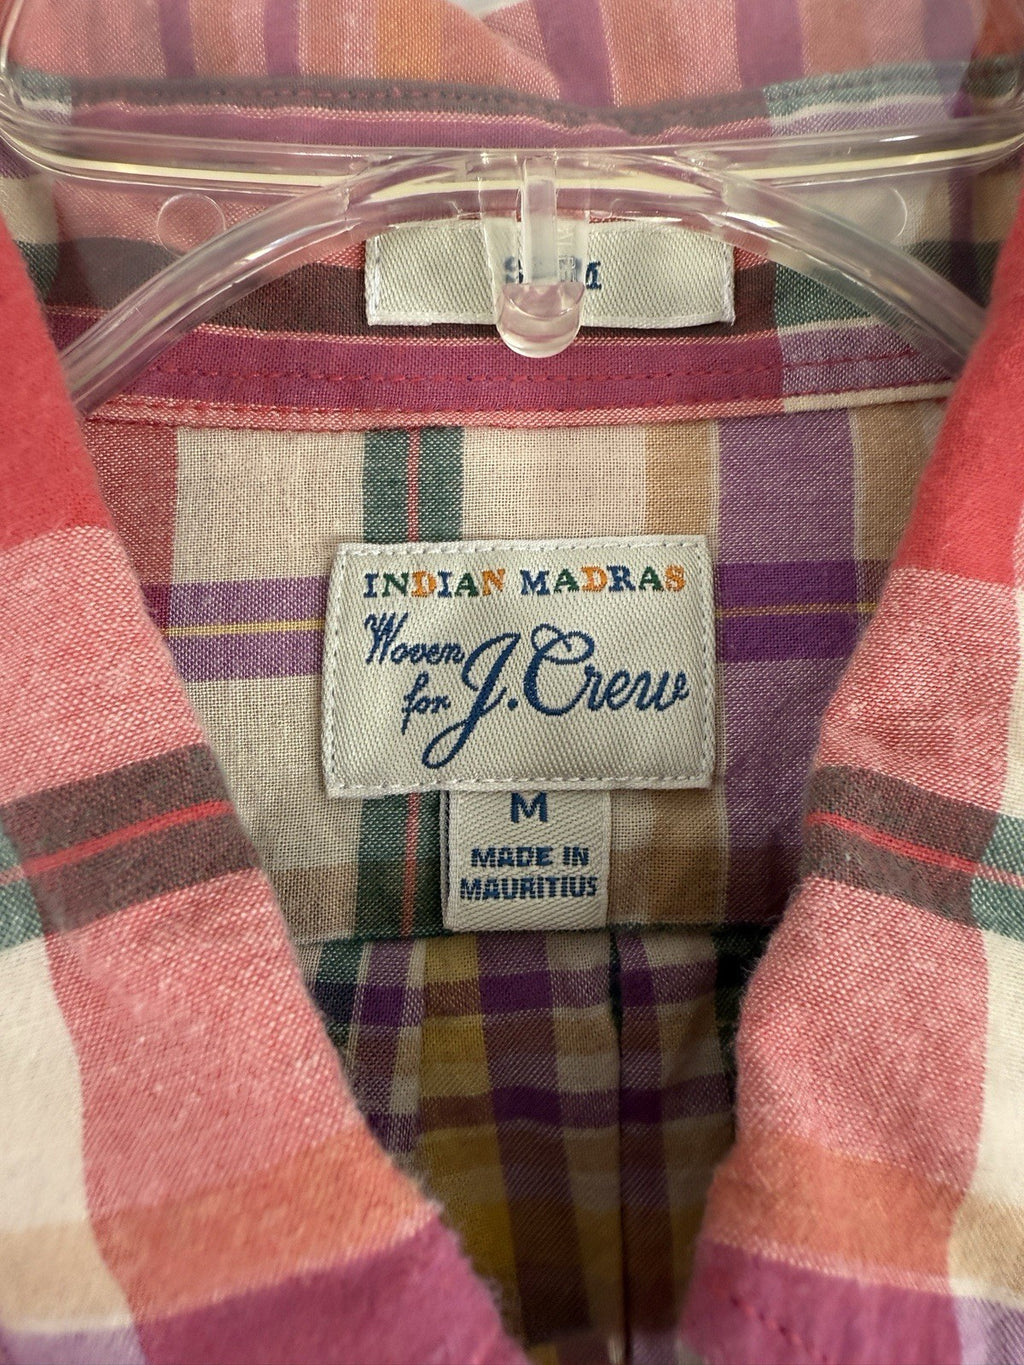 INDIAN MADRAS
Woven
for J.Crew
M
MADE IN
MAURITIUS